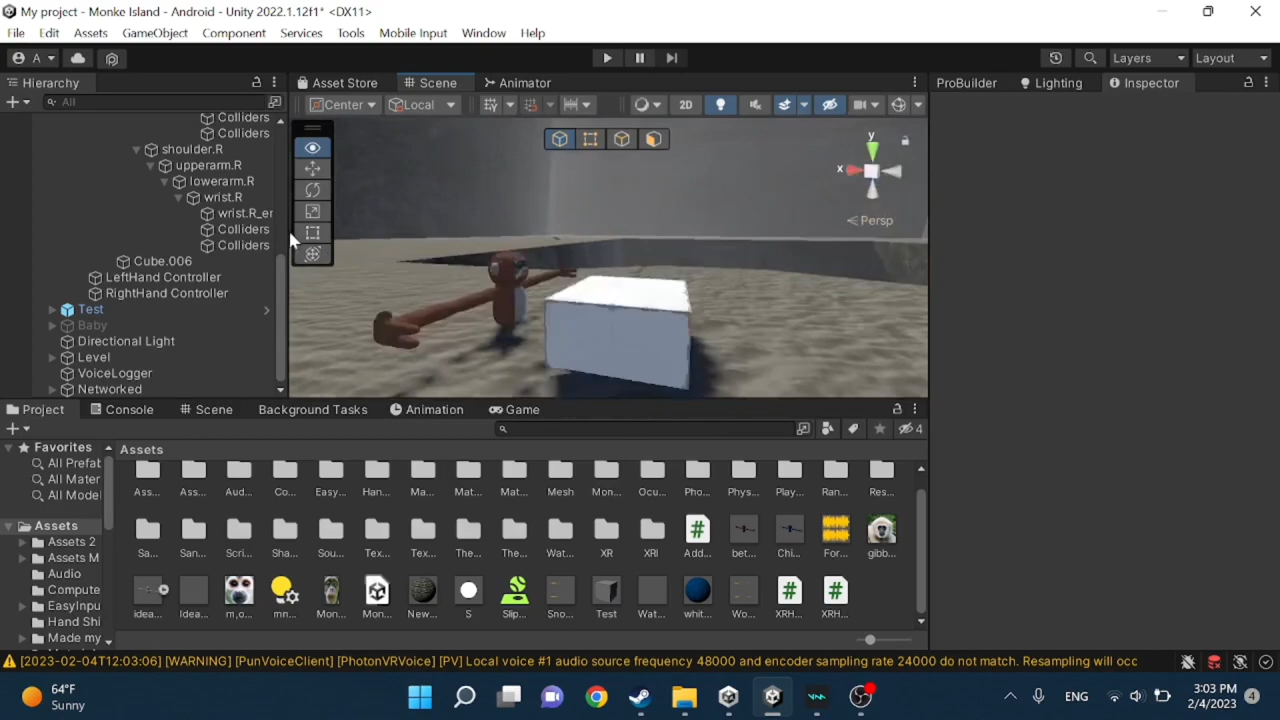 My project - Monke Island - Android - Unity 2022.1.12f1* <DX11>
File Edit Assets GameObject Component Services Tools Mobile Input Window Help
A Layers Layout
Hierarchy Asset Store Scene Animator ProBuilder Lighting Inspector
All Center Local 2D
Colliders
Colliders
shoulder.R
upperarm.R
lowerarm.R
wrist.R
wrist.R_er
Colliders
Colliders
Cube.006
LeftHand Controller
RightHand Controller
Test
Baby
Directional Light
Level
VoiceLogger
Networked
y
x
Persp
Project Console Scene Background Tasks Animation Game
4
Favorites
All Prefab
All Mater
All Model
Assets
Assets 2
Assets M
Audio
Compute
EasyInpu
Hand Shi
Made my
Assets
Ass... Ass... Aud... Co... Easy... Han... Ma... Mat... Mat... Mesh Mon... Ocu... Pho... Phys... Play... Ran... Res...
Sa... San... Scri... Sha... Sou... Tex... Tex... The... The... Wat... XR XRI Add... bet... Chi... For... gibb...
idea... Idea... m,o... mn... Mon... Mon... New... S Slip... Sno... Test Wat... whit... Wo... XRH... XRH...
[2023-02-04T12:03:06] [WARNING] [PunVoiceClient] [PhotonVRVoice] [PV] Local voice #1 audio source frequency 48000 and encoder sampling rate 24000 do not match. Resampling will occ
64°F
Sunny
ENG
3:03 PM
2/4/2023
4